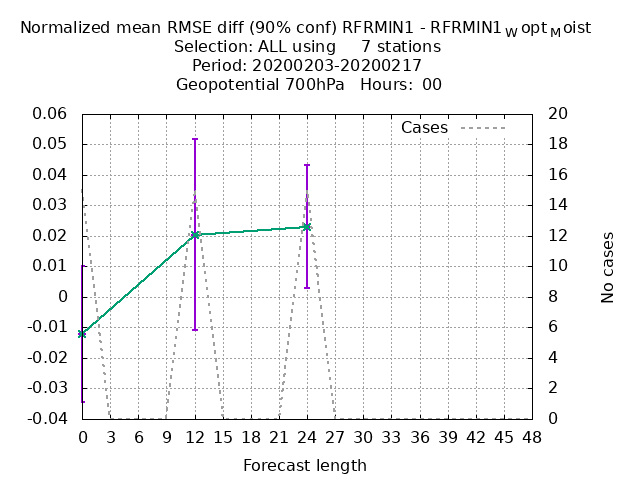 Normalized mean RMSE diff (90% conf) RFRMIN1 - RFRMIN1WoptMoist
Selection: ALL using 7 stations
Period: 20200203-20200217
Geopotential 700hPa Hours: 00
Cases
0.06
0.05
0.04
0.03
0.02
0.01
0
-0.01
-0.02
-0.03
-0.04
20
18
16
14
12
10
8
6
4
2
0
No cases
0 3 6 9 12 15 18 21 24 27 30 33 36 39 42 45 48
Forecast length